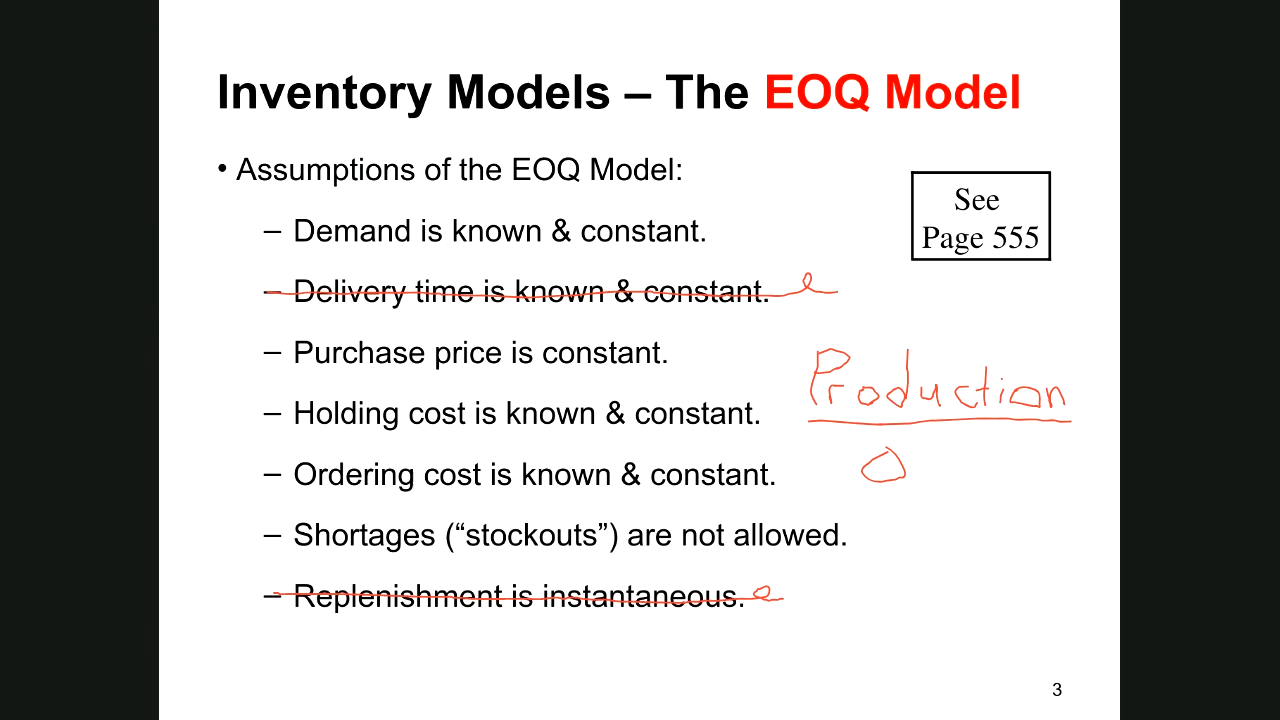 Inventory Models – The EOQ Model
• Assumptions of the EOQ Model:
See
Page 555
– Demand is known & constant.
– Delivery time is known & constant.
– Purchase price is constant.
Production
– Holding cost is known & constant.
– Ordering cost is known & constant.
– Shortages (“stockouts”) are not allowed.
– Replenishment is instantaneous.
3